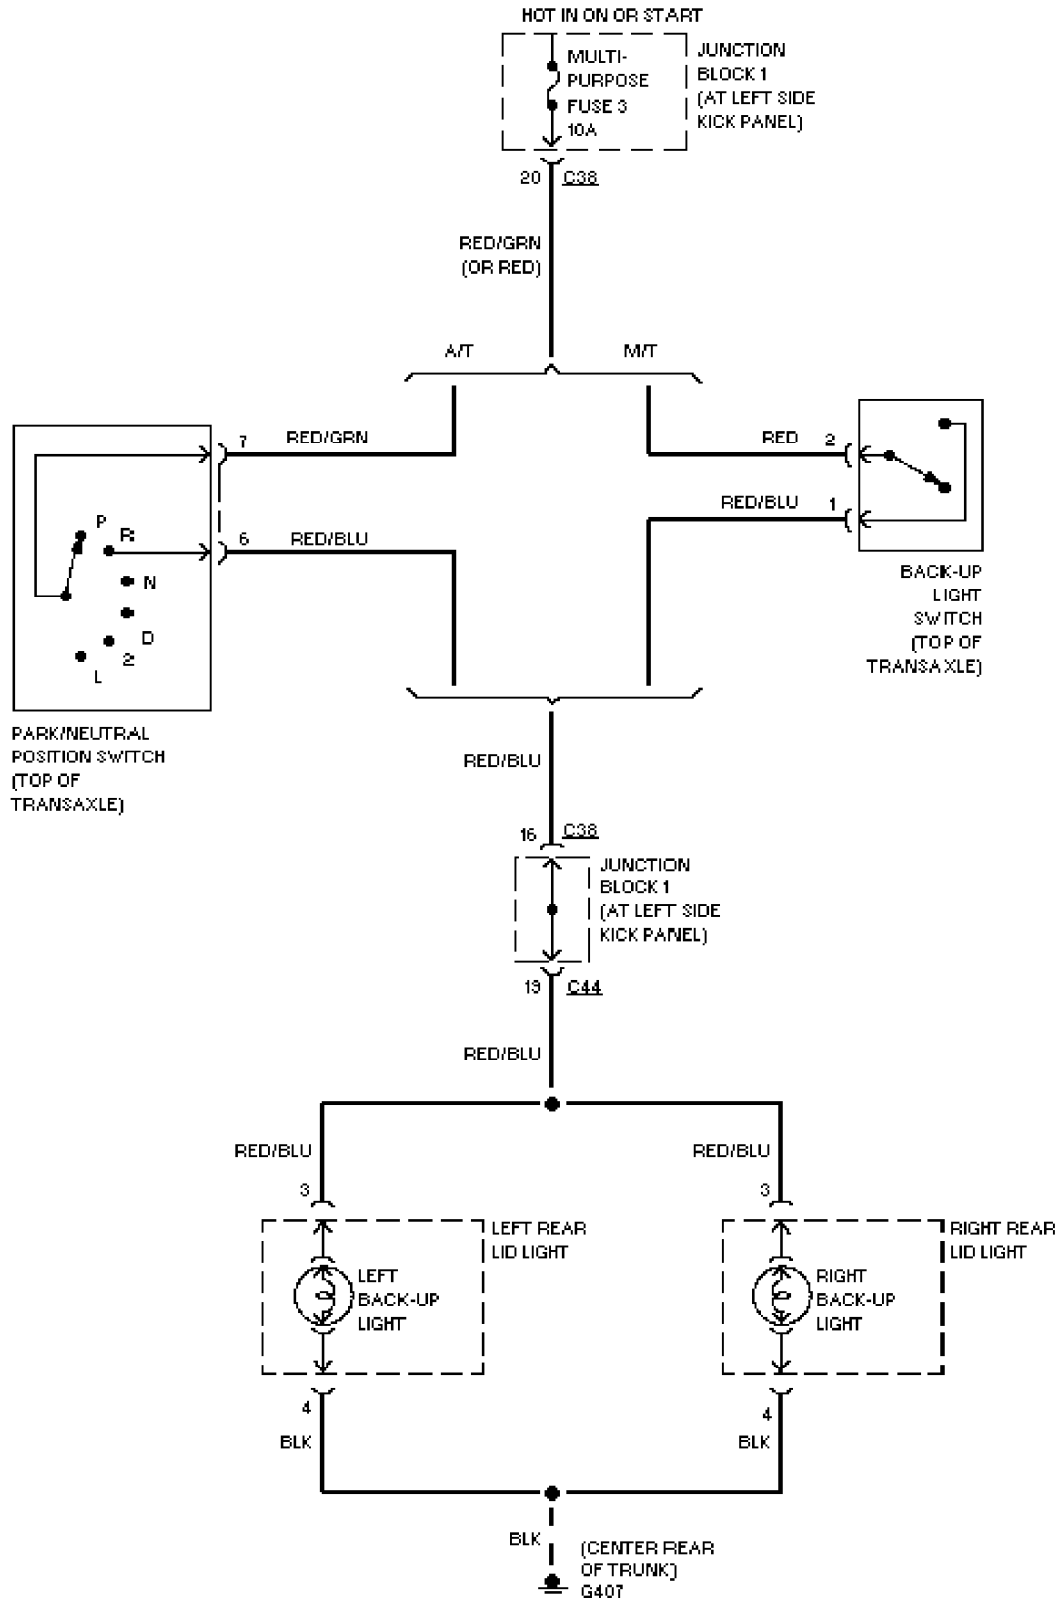 HOT IN ON OR START
MULTI-
PURPOSE
FUSE 3
10A
JUNCTION
BLOCK 1
(AT LEFT SIDE
KICK PANEL)
20 C38
RED/GRN
(OR RED)
A/T M/T
7 RED/GRN
RED 2
6 RED/BLU
RED/BLU 1
P
R
N
D
2
L
BACK-UP
LIGHT
SWITCH
(TOP OF
TRANSAXLE)
PARK/NEUTRAL
POSITION SWITCH
(TOP OF
TRANSAXLE)
RED/BLU
16 C38
JUNCTION
BLOCK 1
(AT LEFT SIDE
KICK PANEL)
19 C44
RED/BLU
RED/BLU
RED/BLU
3
3
LEFT REAR
LID LIGHT
LEFT
BACK-UP
LIGHT
RIGHT REAR
LID LIGHT
RIGHT
BACK-UP
LIGHT
4
4
BLK
BLK
BLK
(CENTER REAR
OF TRUNK)
G407